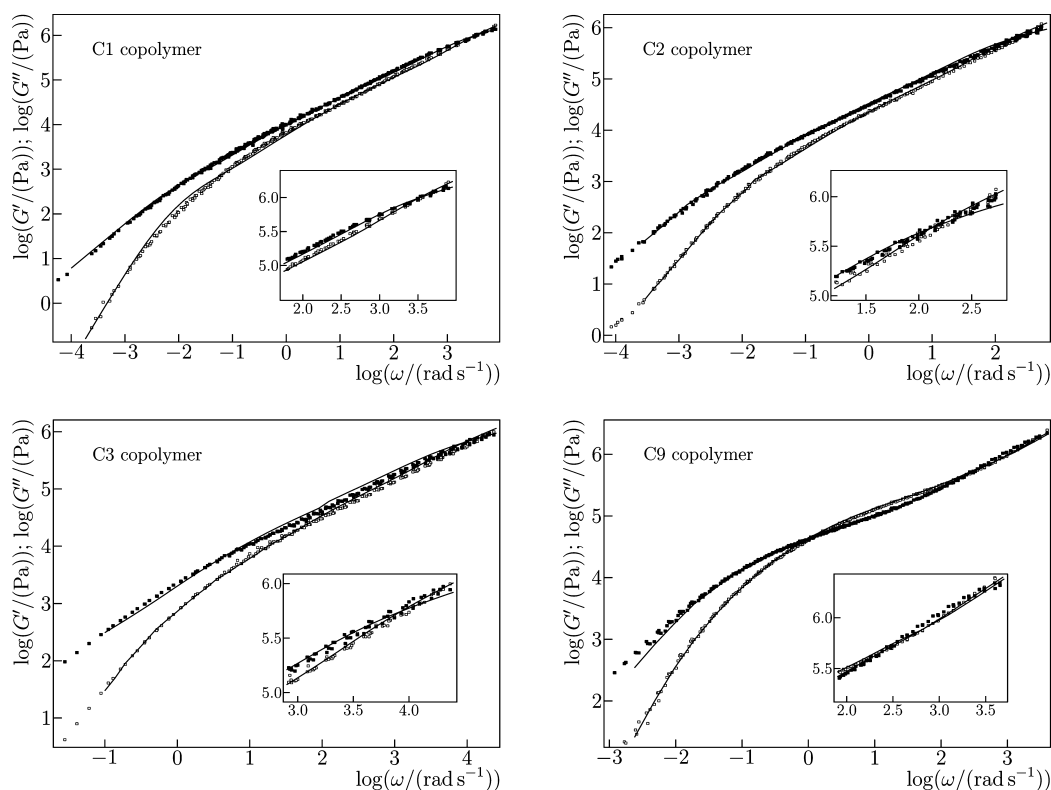 C1 copolymer
log(G′/(Pa)); log(G″/(Pa))
6
5
4
3
2
1
0
−4 −3 −2 −1 0 1 2 3
log(ω/(rad s⁻¹))
6.0
5.5
5.0
2.0 2.5 3.0 3.5
C2 copolymer
log(G′/(Pa)); log(G″/(Pa))
6
5
4
3
2
1
0
−4 −3 −2 −1 0 1 2
log(ω/(rad s⁻¹))
6.0
5.5
5.0
1.5 2.0 2.5
C3 copolymer
log(G′/(Pa)); log(G″/(Pa))
6
5
4
3
2
1
−1 0 1 2 3 4
log(ω/(rad s⁻¹))
6.0
5.5
5.0
3.0 3.5 4.0
C9 copolymer
log(G′/(Pa)); log(G″/(Pa))
6
5
4
3
2
−3 −2 −1 0 1 2 3
log(ω/(rad s⁻¹))
6.0
5.5
2.0 2.5 3.0 3.5